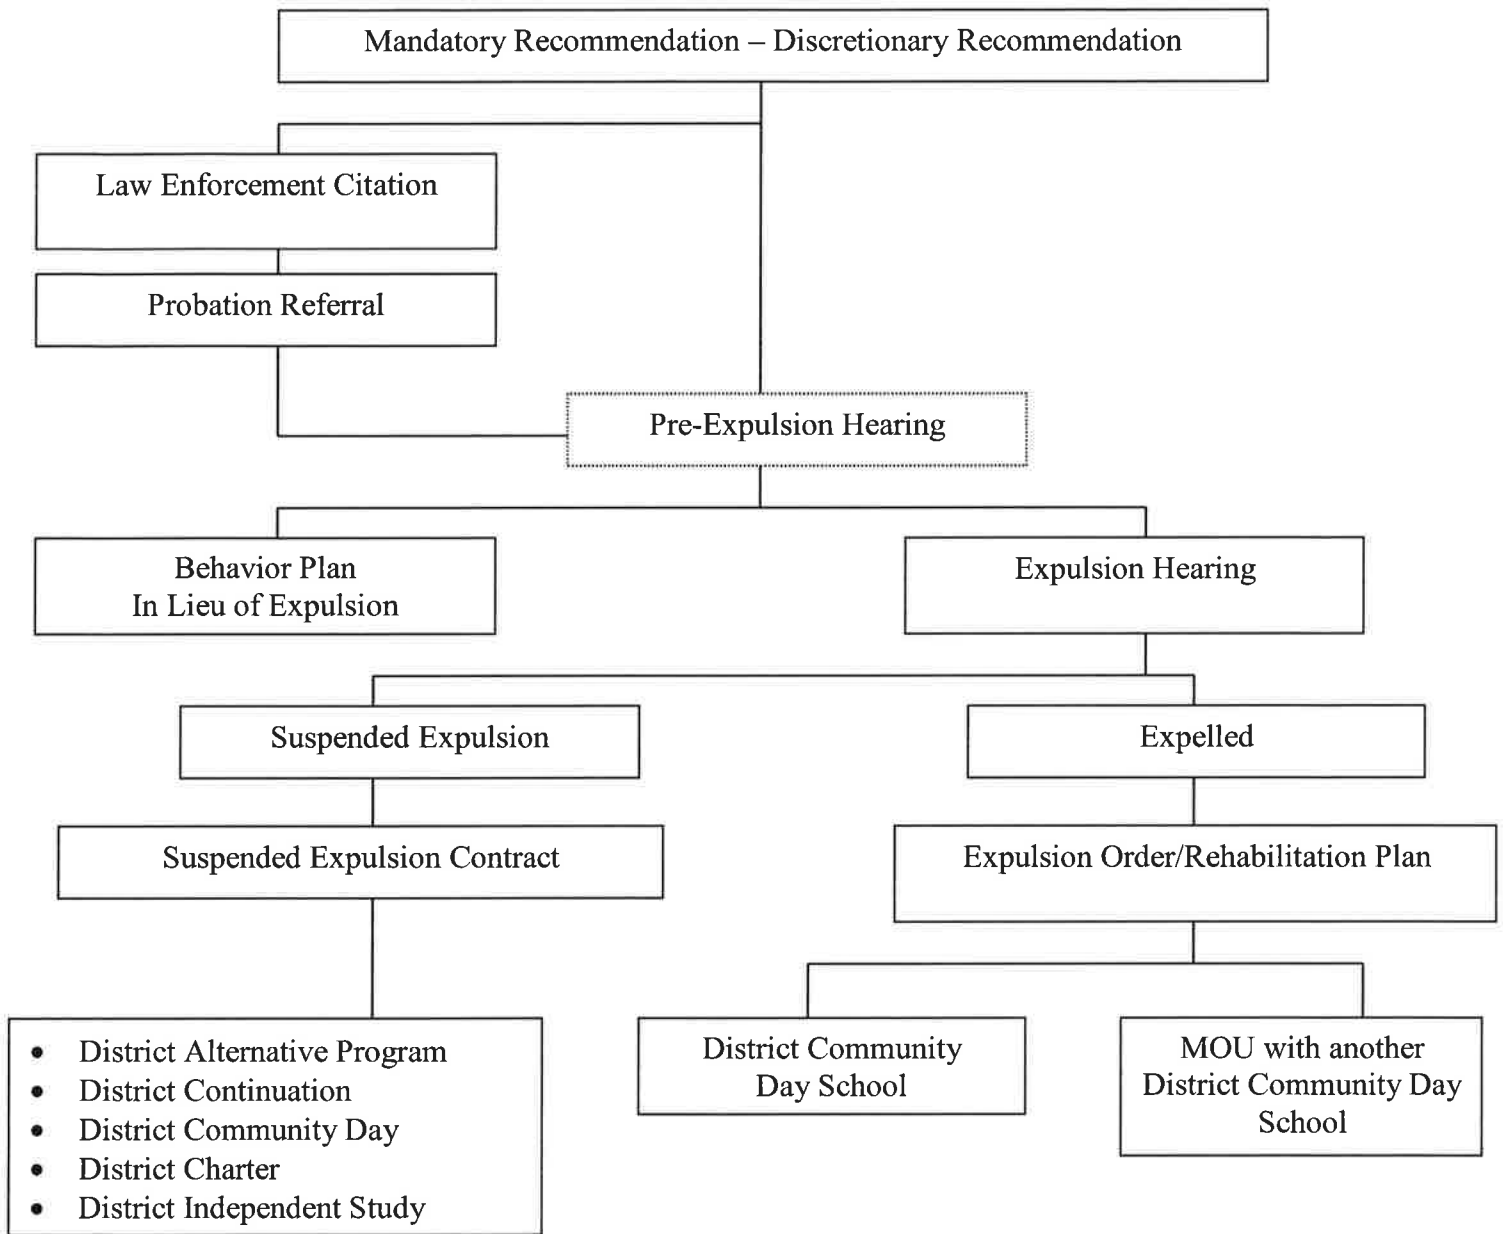 Mandatory Recommendation – Discretionary Recommendation
Law Enforcement Citation
Probation Referral
Pre-Expulsion Hearing
Behavior Plan
In Lieu of Expulsion
Expulsion Hearing
Suspended Expulsion
Expelled
Suspended Expulsion Contract
Expulsion Order/Rehabilitation Plan
• District Alternative Program
• District Continuation
• District Community Day
• District Charter
• District Independent Study
District Community
Day School
MOU with another
District Community Day
School